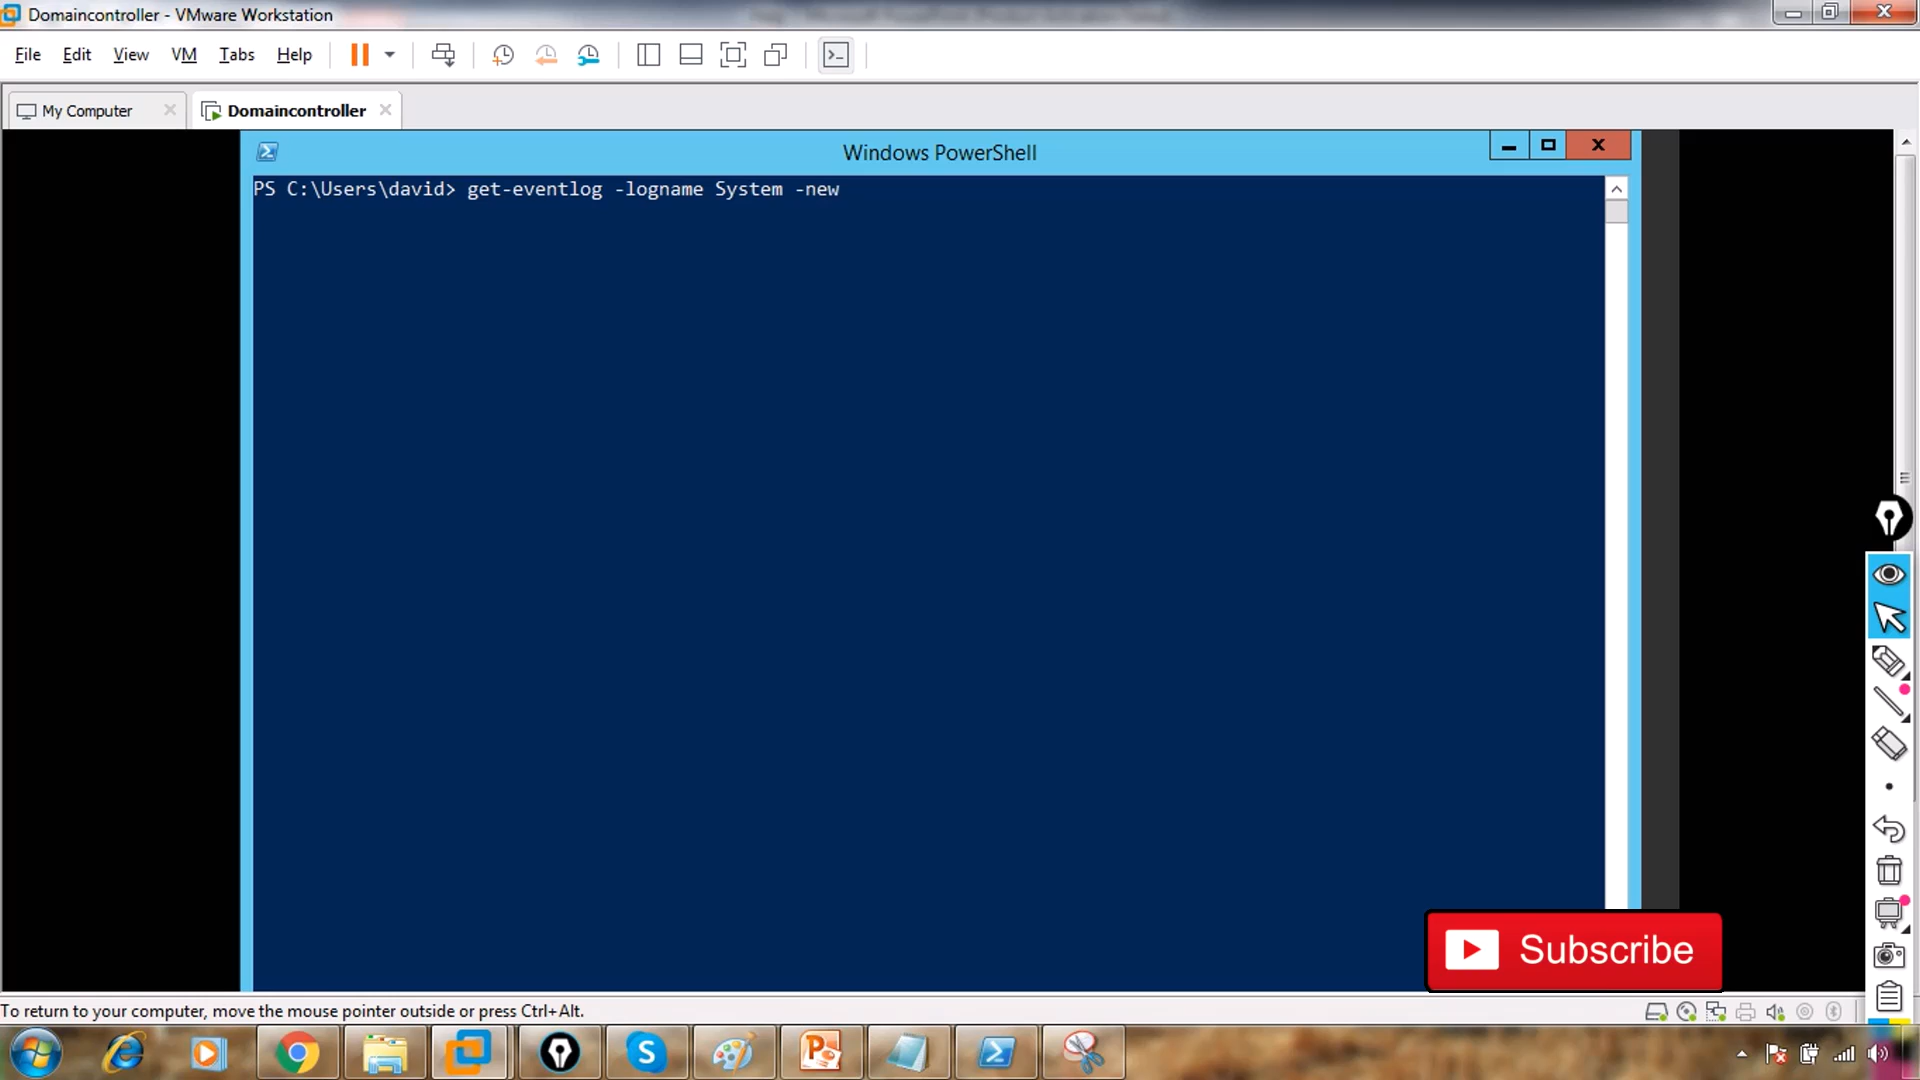 Domaincontroller - VMware Workstation
File Edit View VM Tabs Help
My Computer
Domaincontroller
Windows PowerShell
PS C:\Users\david> get-eventlog -logname System -new
Subscribe
To return to your computer, move the mouse pointer outside or press Ctrl+Alt.